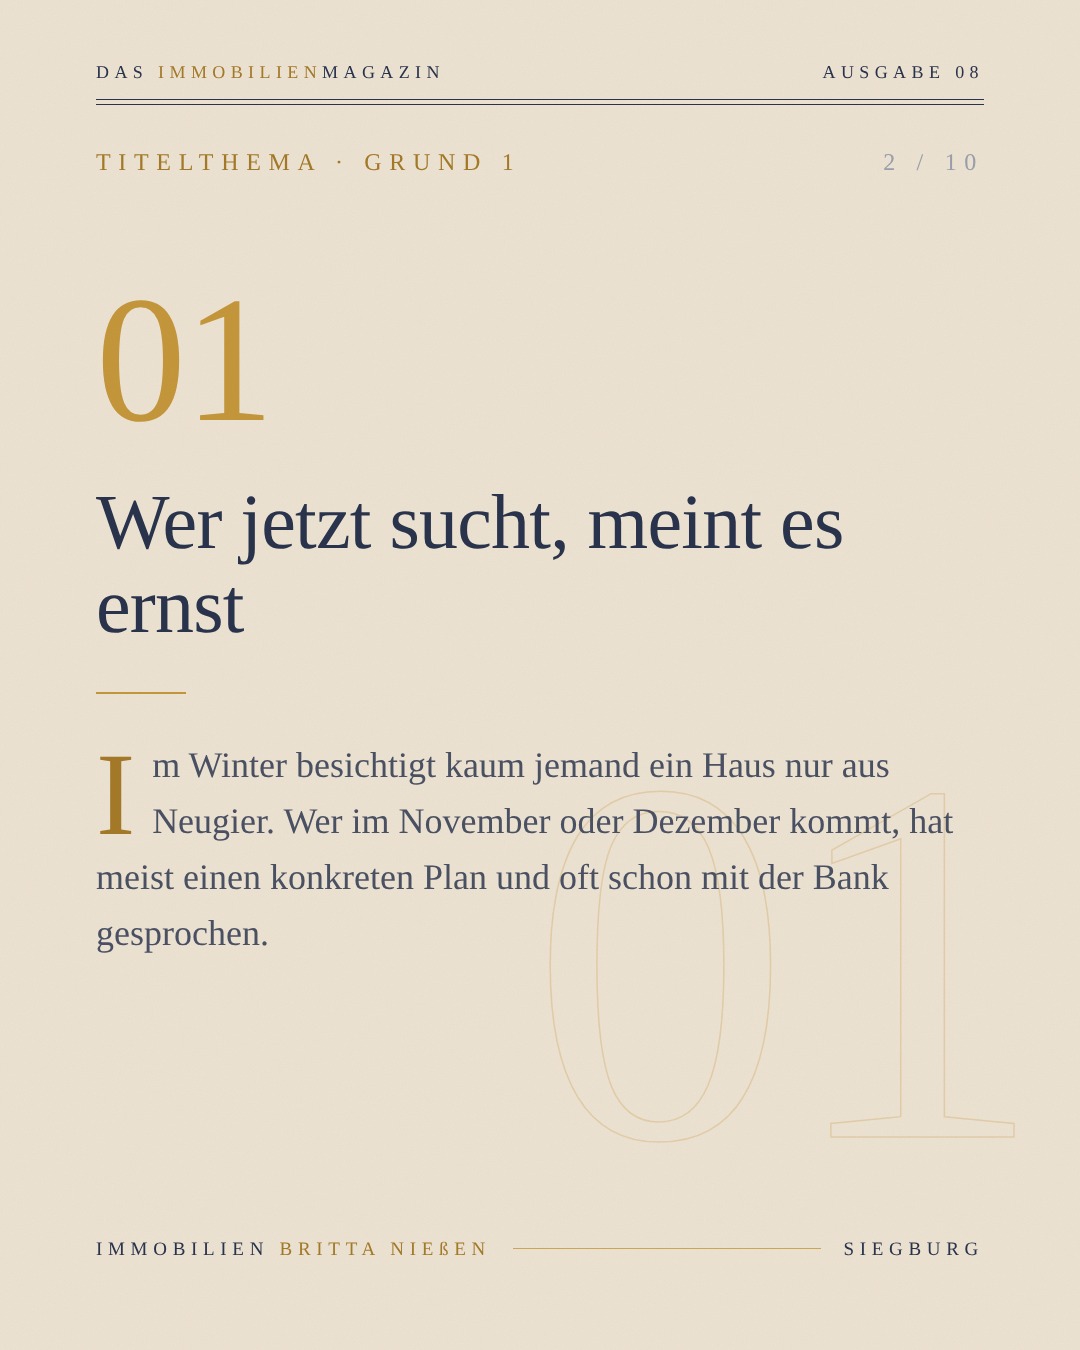 DAS IMMOBILIENMAGAZIN AUSGABE 08
TITELTHEMA · GRUND 1 2 / 10
01
Wer jetzt sucht, meint es
ernst
Im Winter besichtigt kaum jemand ein Haus nur aus
Neugier. Wer im November oder Dezember kommt, hat
meist einen konkreten Plan und oft schon mit der Bank
gesprochen.
01
IMMOBILIEN BRITTA NIEßEN SIEGBURG